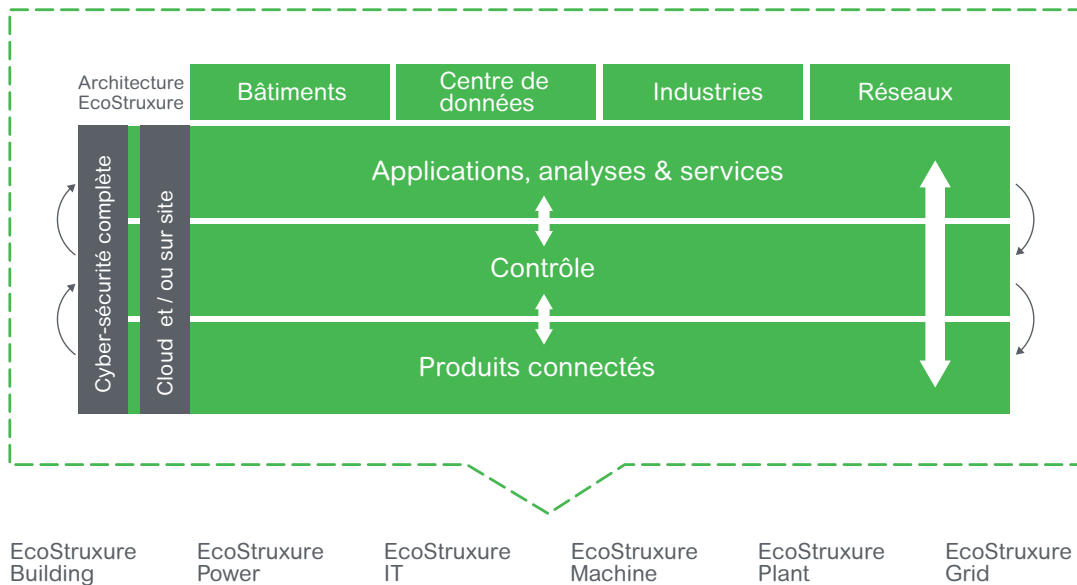 Architecture
EcoStruxure
Bâtiments
Centre de
données
Industries
Réseaux
Cyber-sécurité complète
Cloud et / ou sur site
Applications, analyses & services
Contrôle
Produits connectés
EcoStruxure
Building
EcoStruxure
Power
EcoStruxure
IT
EcoStruxure
Machine
EcoStruxure
Plant
EcoStruxure
Grid